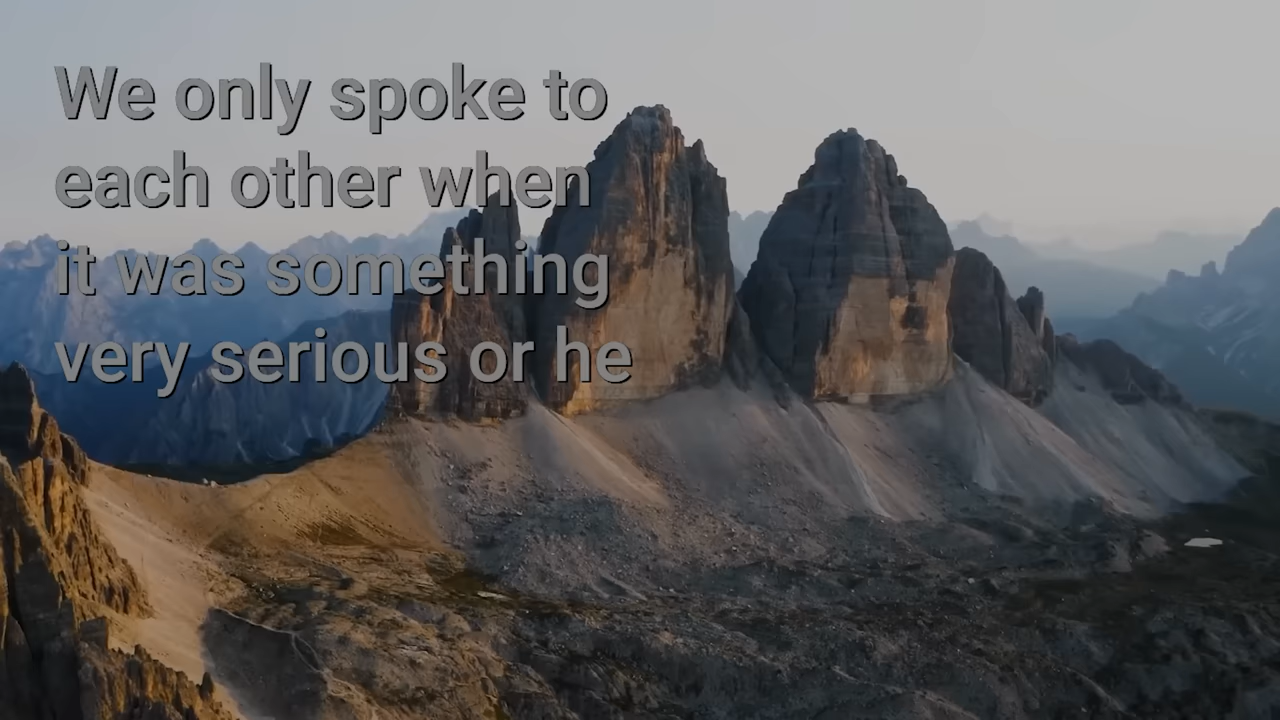 We only spoke to
each other when
it was something
very serious or he